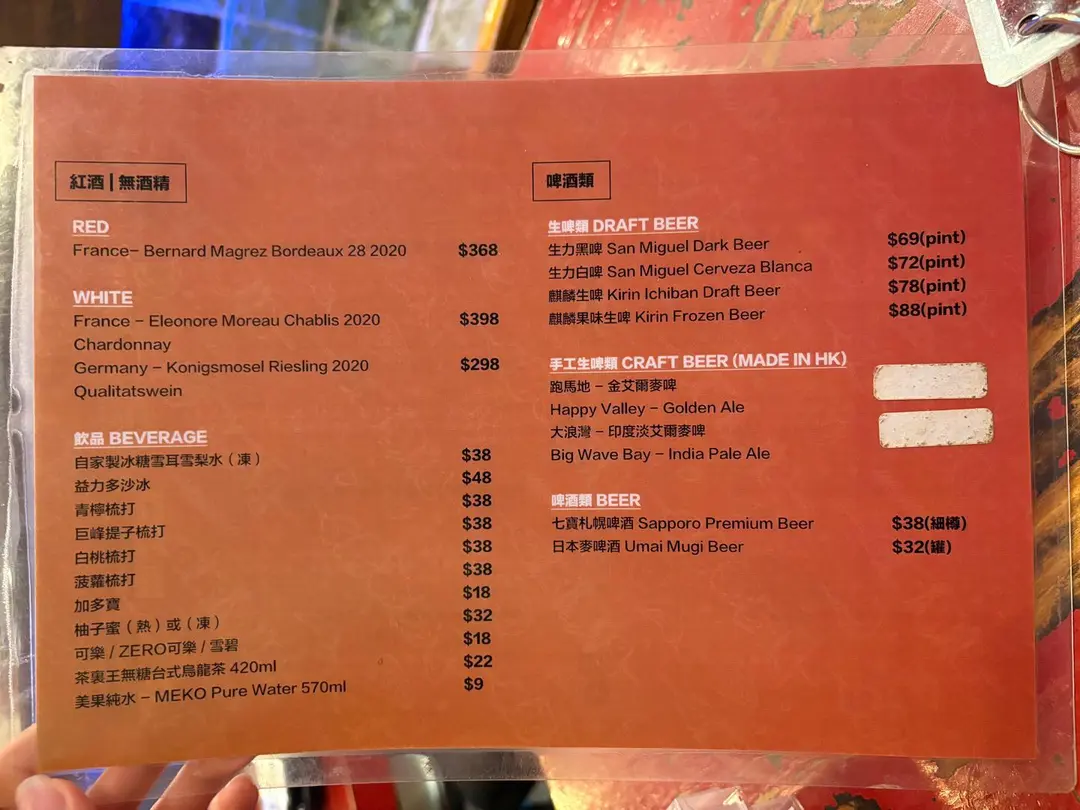 紅酒 | 無酒精
RED
France– Bernard Magrez Bordeaux 28 2020 $368
WHITE
France – Eleonore Moreau Chablis 2020 $398
Chardonnay
Germany – Konigsmosel Riesling 2020 $298
Qualitatswein
飲品 BEVERAGE
自家製冰糖雪耳雪梨水（凍） $38
益力多沙冰 $48
青檸梳打 $38
巨峰提子梳打 $38
白桃梳打 $38
菠蘿梳打 $38
加多寶 $18
柚子蜜（熱）或（凍） $32
可樂 / ZERO可樂 / 雪碧 $18
茶裏王無糖台式烏龍茶 420ml $22
美果純水 – MEKO Pure Water 570ml $9
啤酒類
生啤類 DRAFT BEER
生力黑啤 San Miguel Dark Beer $69(pint)
生力白啤 San Miguel Cerveza Blanca $72(pint)
麒麟生啤 Kirin Ichiban Draft Beer $78(pint)
麒麟果味生啤 Kirin Frozen Beer $88(pint)
手工生啤類 CRAFT BEER (MADE IN HK)
跑馬地 – 金艾爾麥啤
Happy Valley – Golden Ale
大浪灣 – 印度淡艾爾麥啤
Big Wave Bay – India Pale Ale
啤酒類 BEER
七寶札幌啤酒 Sapporo Premium Beer $38(細樽)
日本麥啤酒 Umai Mugi Beer $32(罐)